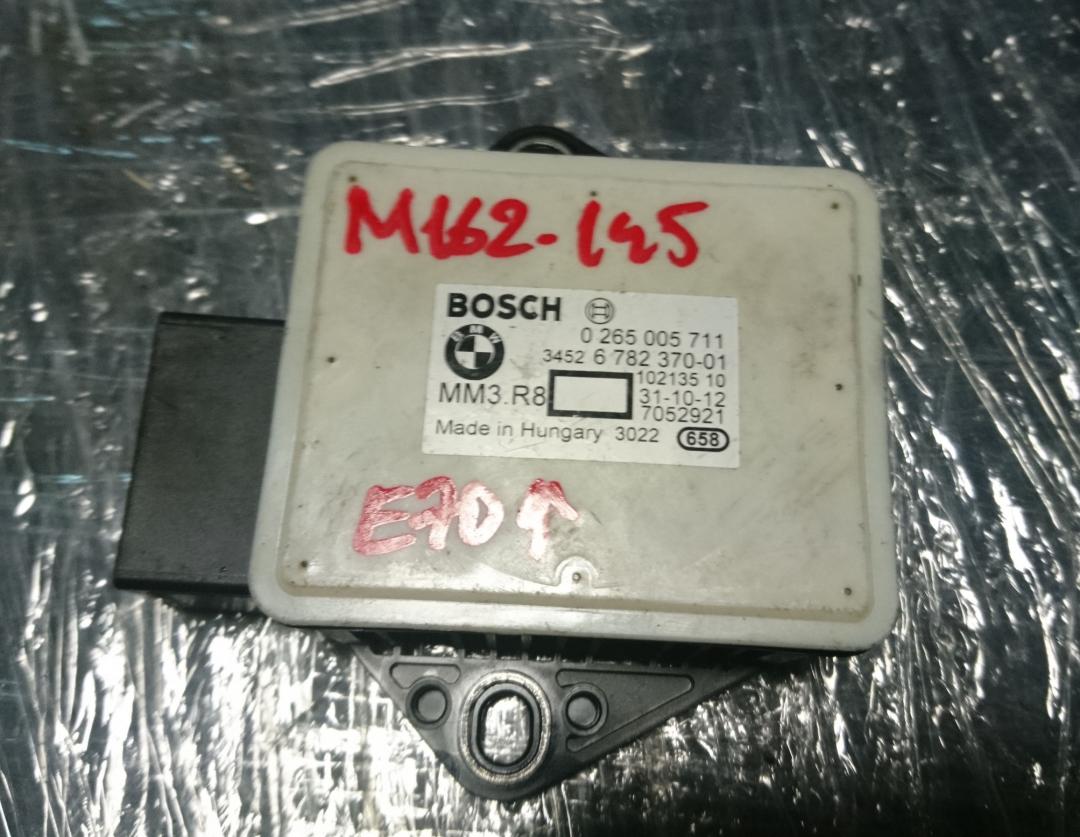 M162-145
BOSCH
0 265 005 711
BMW
3452 6 782 370-01
102135 10
MM3.R8
31-10-12
7052921
Made in Hungary 3022 658
E70↑